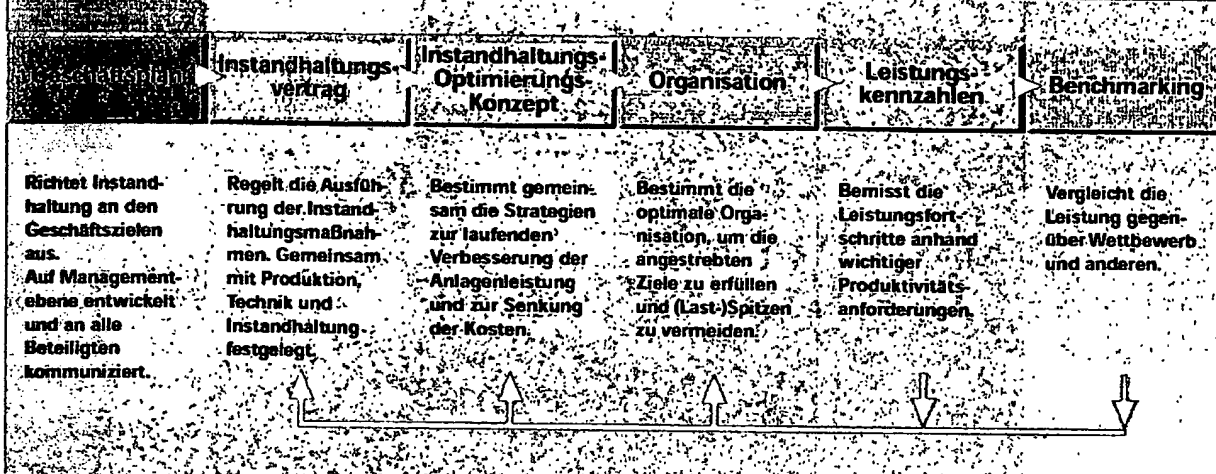 Geschäftsplan
Instandhaltungs-
vertrag
Instandhaltungs-
Optimierungs-
Konzept
Organisation
Leistungs-
kennzahlen
Benchmarking
Richtet Instand-
haltung an den
Geschäftszielen
aus.
Auf Management-
ebene entwickelt
und an alle
Beteiligten
kommuniziert.
Regelt die Ausfüh-
rung der Instand-
haltungsmaßnah-
men. Gemeinsam
mit Produktion,
Technik und
Instandhaltung
festgelegt.
Bestimmt gemein-
sam die Strategien
zur laufenden
Verbesserung der
Anlagenleistung
und zur Senkung
der Kosten.
Bestimmt die
optimale Orga-
nisation, um die
angestrebten
Ziele zu erfüllen
und (Last-)Spitzen
zu vermeiden.
Bemisst die
Leistungsfort-
schritte anhand
wichtiger
Produktivitäts-
anforderungen.
Vergleicht die
Leistung gegen-
über Wettbewerb
und anderen.